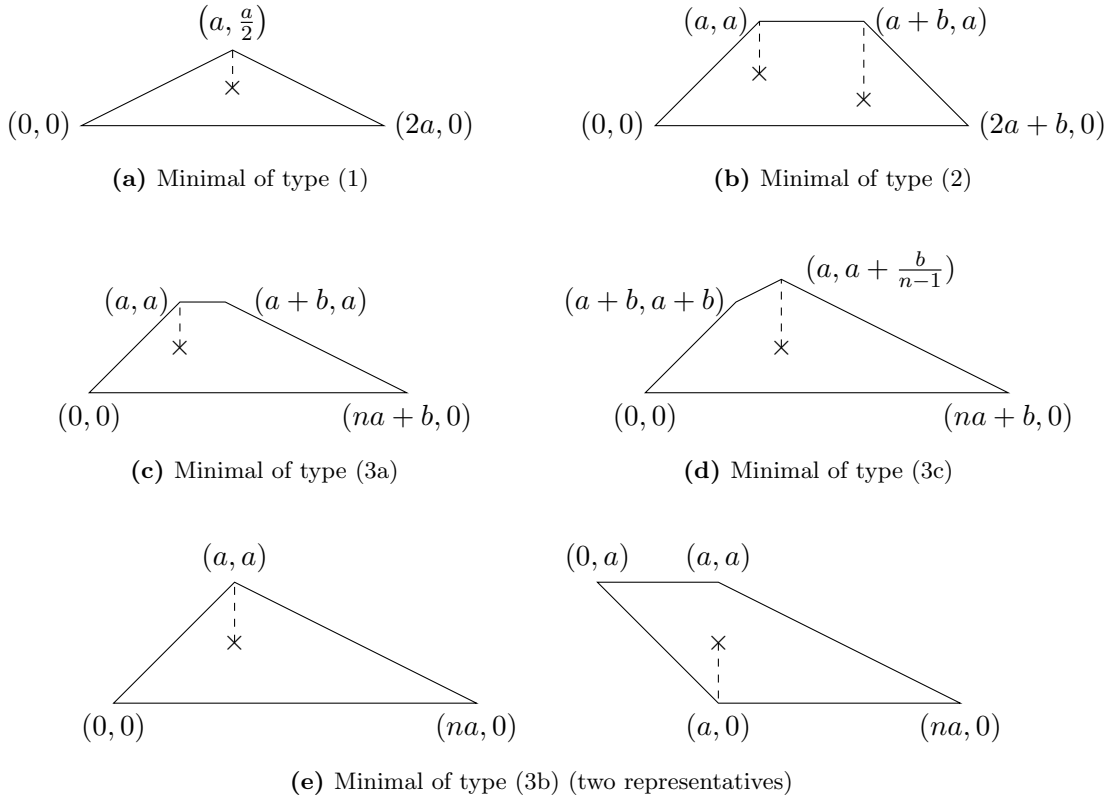 (a, a/2)
(0, 0)
(2a, 0)
(a) Minimal of type (1)
(a, a)
(a + b, a)
(0, 0)
(2a + b, 0)
(b) Minimal of type (2)
(a, a)
(a + b, a)
(0, 0)
(na + b, 0)
(c) Minimal of type (3a)
(a, a + b/(n−1))
(a + b, a + b)
(0, 0)
(na + b, 0)
(d) Minimal of type (3c)
(a, a)
(0, 0)
(na, 0)
(0, a)
(a, a)
(a, 0)
(na, 0)
(e) Minimal of type (3b) (two representatives)